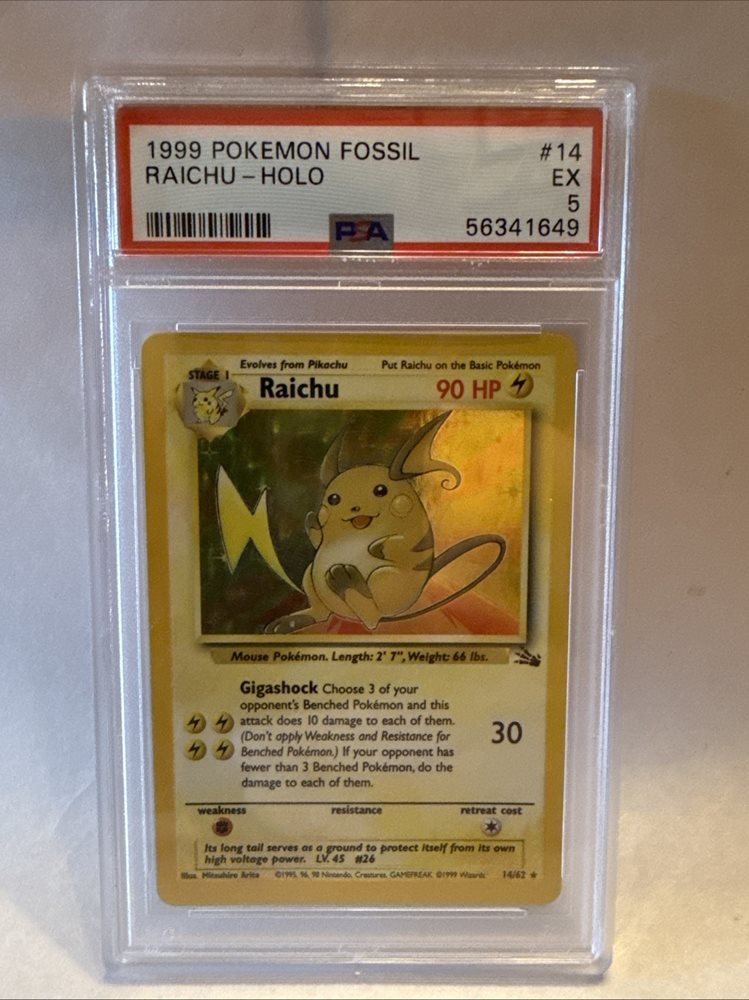 1999 POKEMON FOSSIL #14
RAICHU – HOLO EX
5
PSA 56341649
Evolves from Pikachu Put Raichu on the Basic Pokémon
STAGE 1
Raichu 90 HP
Mouse Pokémon. Length: 2' 7", Weight: 66 lbs.
Gigashock Choose 3 of your
opponent's Benched Pokémon and this
attack does 10 damage to each of them.
(Don't apply Weakness and Resistance for
Benched Pokémon.) If your opponent has
fewer than 3 Benched Pokémon, do the
damage to each of them.
30
weakness resistance retreat cost
Its long tail serves as a ground to protect itself from its own
high voltage power. LV. 45 #26
Illus. Mitsuhiro Arita ©1995, 96, 98 Nintendo, Creatures, GAMEFREAK. ©1999 Wizards. 14/62 ★